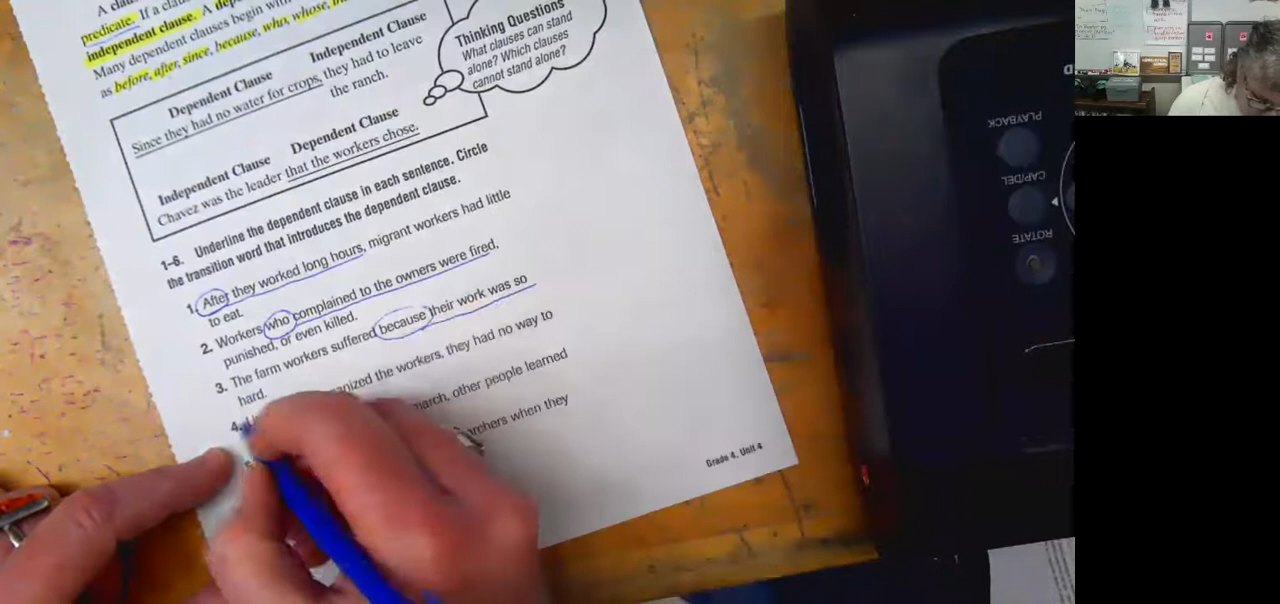 A clau
predicate. If a claus
independent clause. A dep
Many dependent clauses begin with
as before, after, since, because, who, whose,
Dependent Clause Independent Clause
Since they had no water for crops, they had to leave
the ranch.
Independent Clause Dependent Clause
Chavez was the leader that the workers chose.
Thinking Questions
What clauses can stand
alone? Which clauses
cannot stand alone?
1–6. Underline the dependent clause in each sentence. Circle
the transition word that introduces the dependent clause.
1. After they worked long hours, migrant workers had little
to eat.
2. Workers who complained to the owners were fired,
punished, or even killed.
3. The farm workers suffered because their work was so
hard.
4. the workers, they had no way to
march, other people learned
when they
Grade 4, Unit 4
PLAYBACK
CAP/DEL
ROTATE